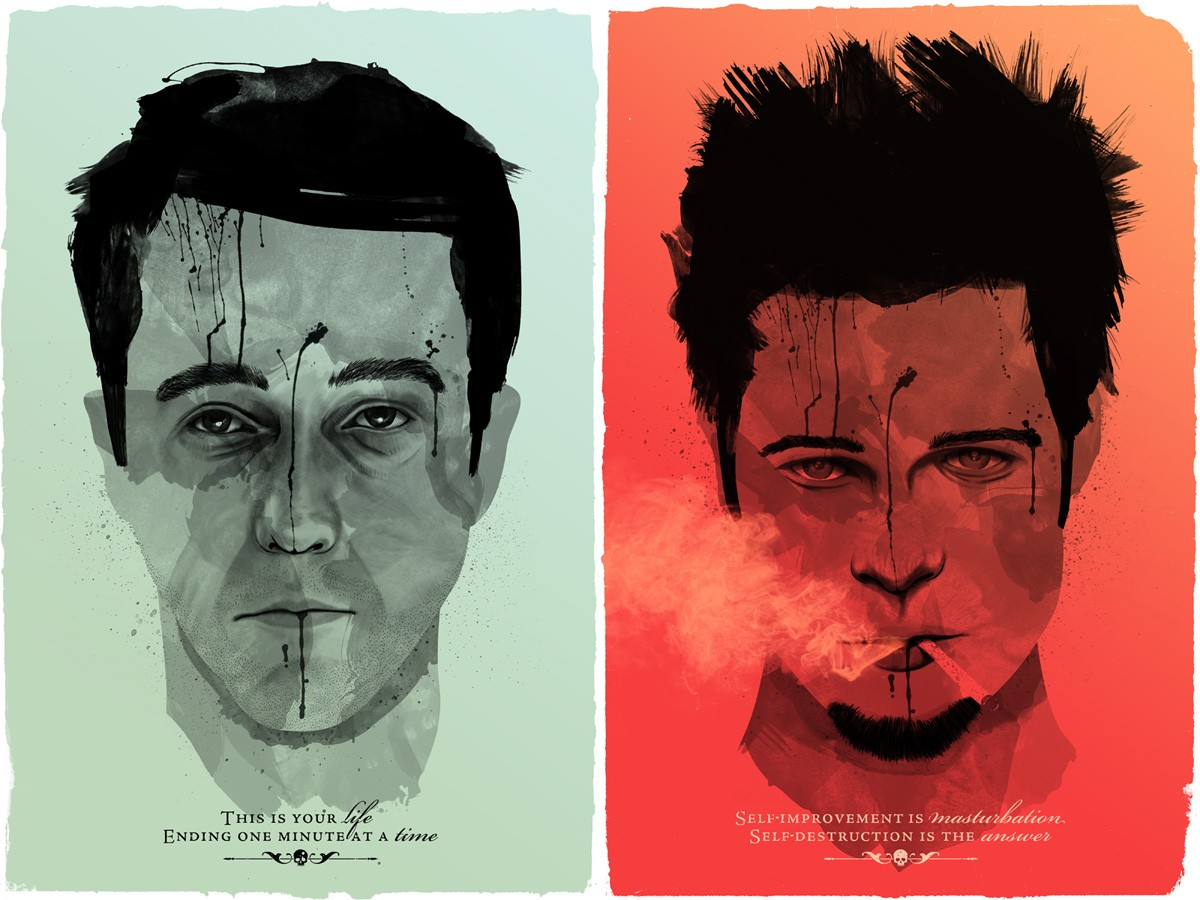 This is your life
Ending one minute at a time
Self-improvement is masturbation
Self-destruction is the answer